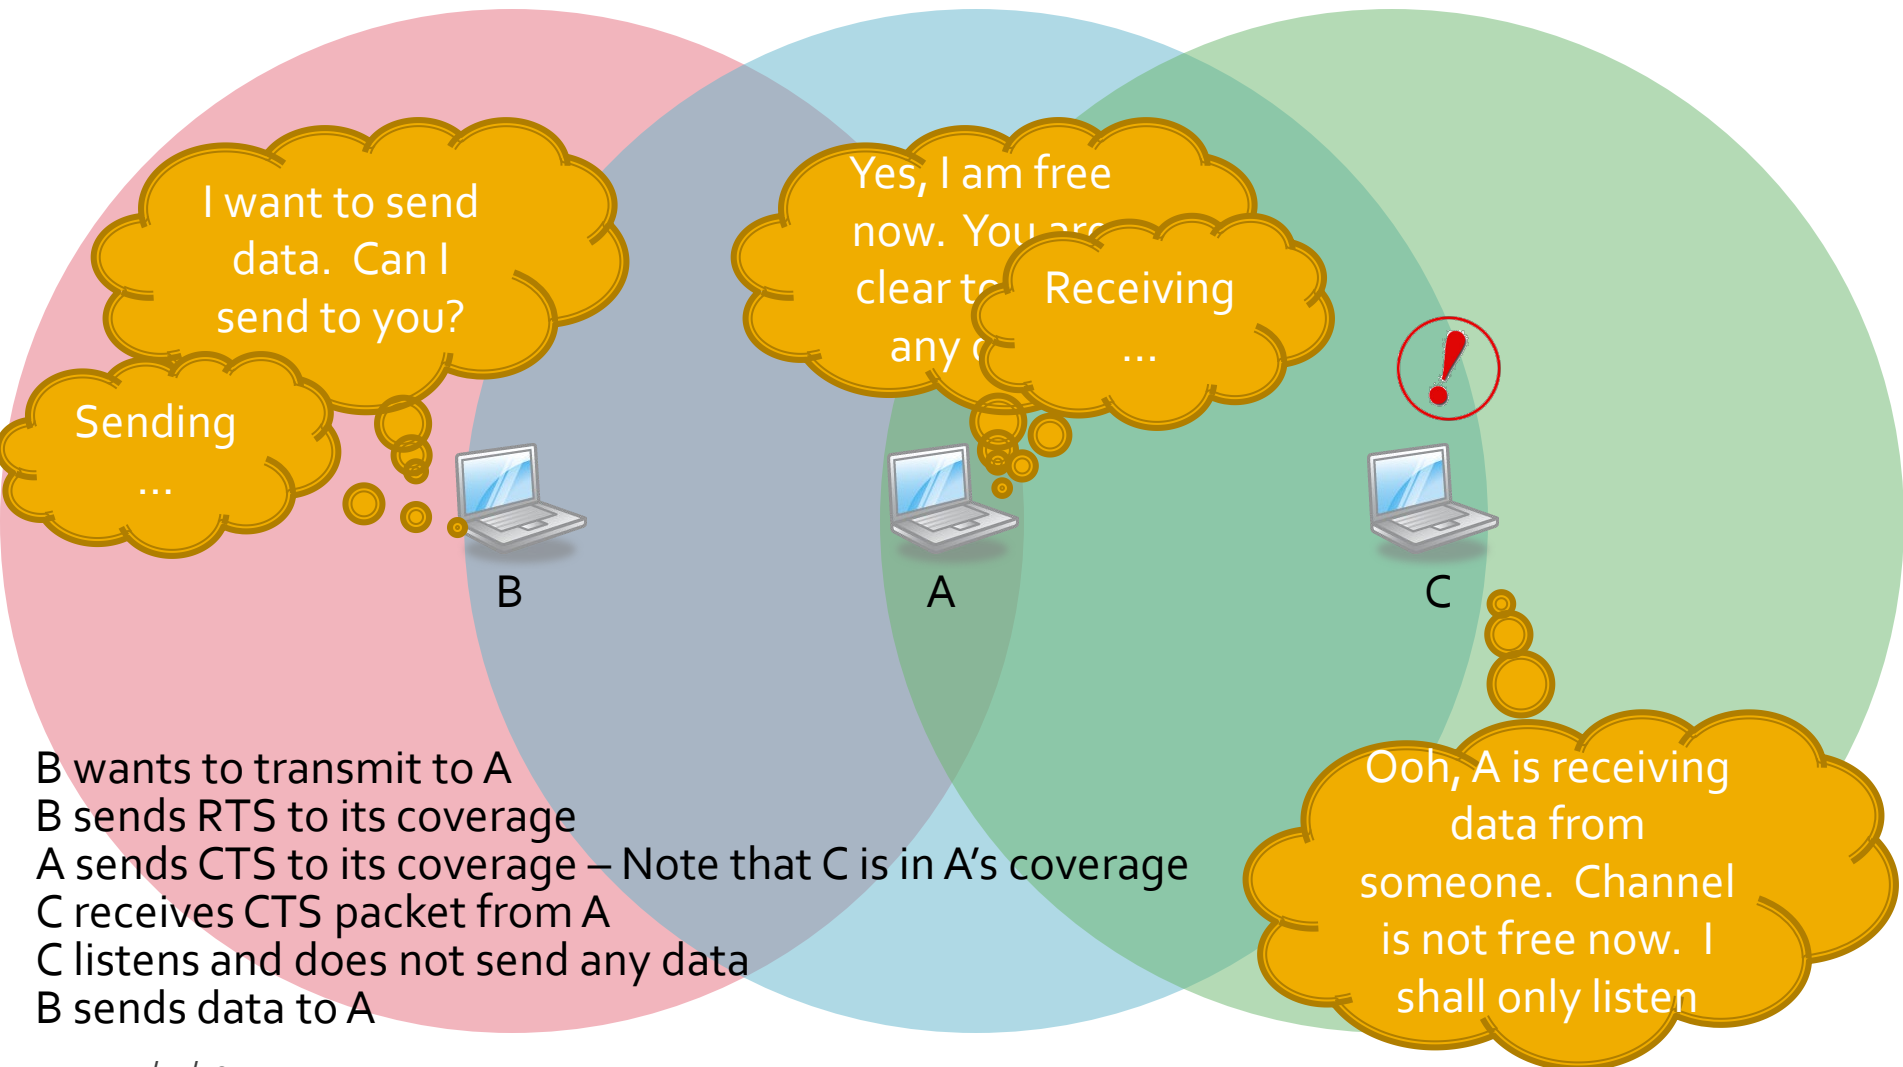 I want to send
data. Can I
send to you?
Sending
...
Yes, I am free
now. You are
clear to
any
Receiving
...
B
A
C
Ooh, A is receiving
data from
someone. Channel
is not free now. I
shall only listen
B wants to transmit to A
B sends RTS to its coverage
A sends CTS to its coverage – Note that C is in A’s coverage
C receives CTS packet from A
C listens and does not send any data
B sends data to A